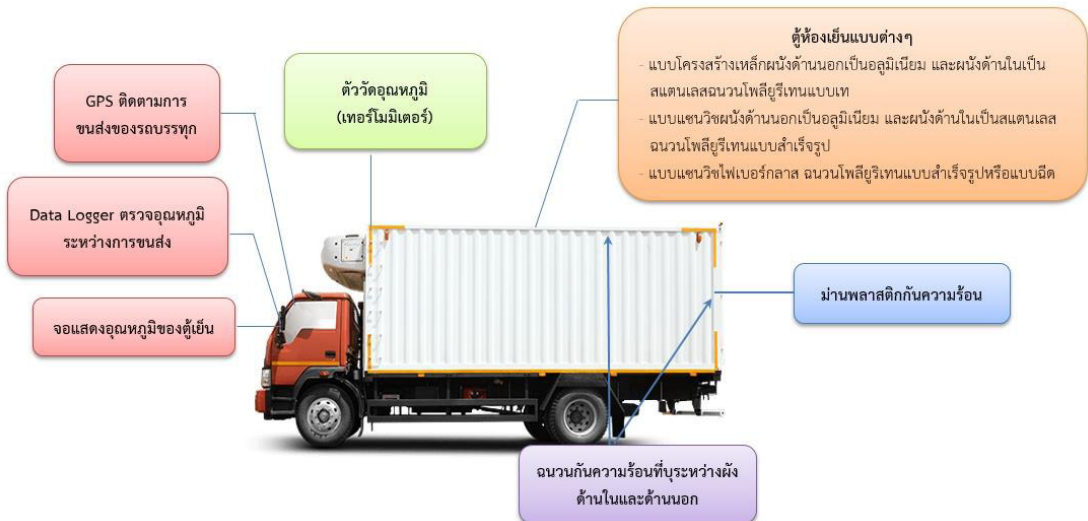 ตู้ห้องเย็นแบบต่างๆ
- แบบโครงสร้างเหล็กผนังด้านนอกเป็นอลูมิเนียม และผนังด้านในเป็น
สแตนเลสฉนวนโพลียูรีเทนแบบเท
- แบบแซนวิชผนังด้านนอกเป็นอลูมิเนียม และผนังด้านในเป็นสแตนเลส
ฉนวนโพลียูรีเทนแบบสำเร็จรูป
- แบบแซนวิชไฟเบอร์กลาส ฉนวนโพลียูริเทนแบบสำเร็จรูปหรือแบบฉีด
ตัววัดอุณหภูมิ
(เทอร์โมมิเตอร์)
GPS ติดตามการ
ขนส่งของรถบรรทุก
Data Logger ตรวจอุณหภูมิ
ระหว่างการขนส่ง
จอแสดงอุณหภูมิของตู้เย็น
ม่านพลาสติกกันความร้อน
ฉนวนกันความร้อนที่บุระหว่างผัง
ด้านในและด้านนอก